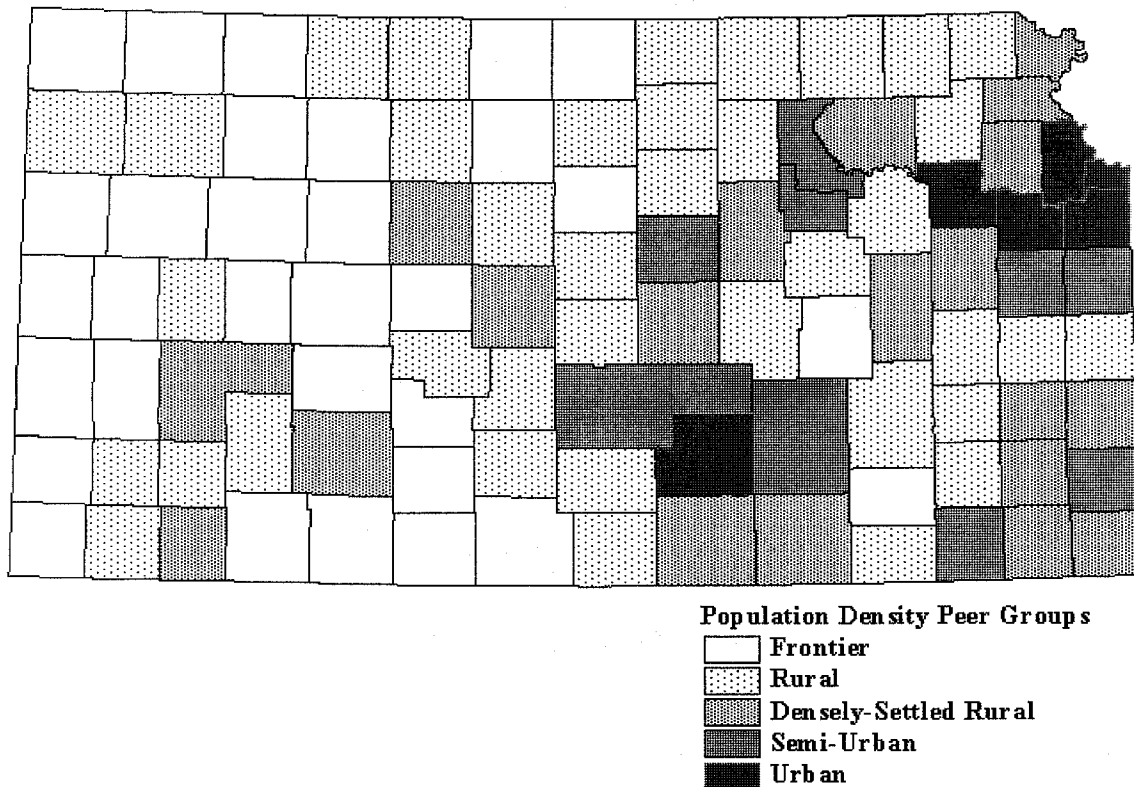 Population Density Peer Groups
Frontier
Rural
Densely-Settled Rural
Semi-Urban
Urban